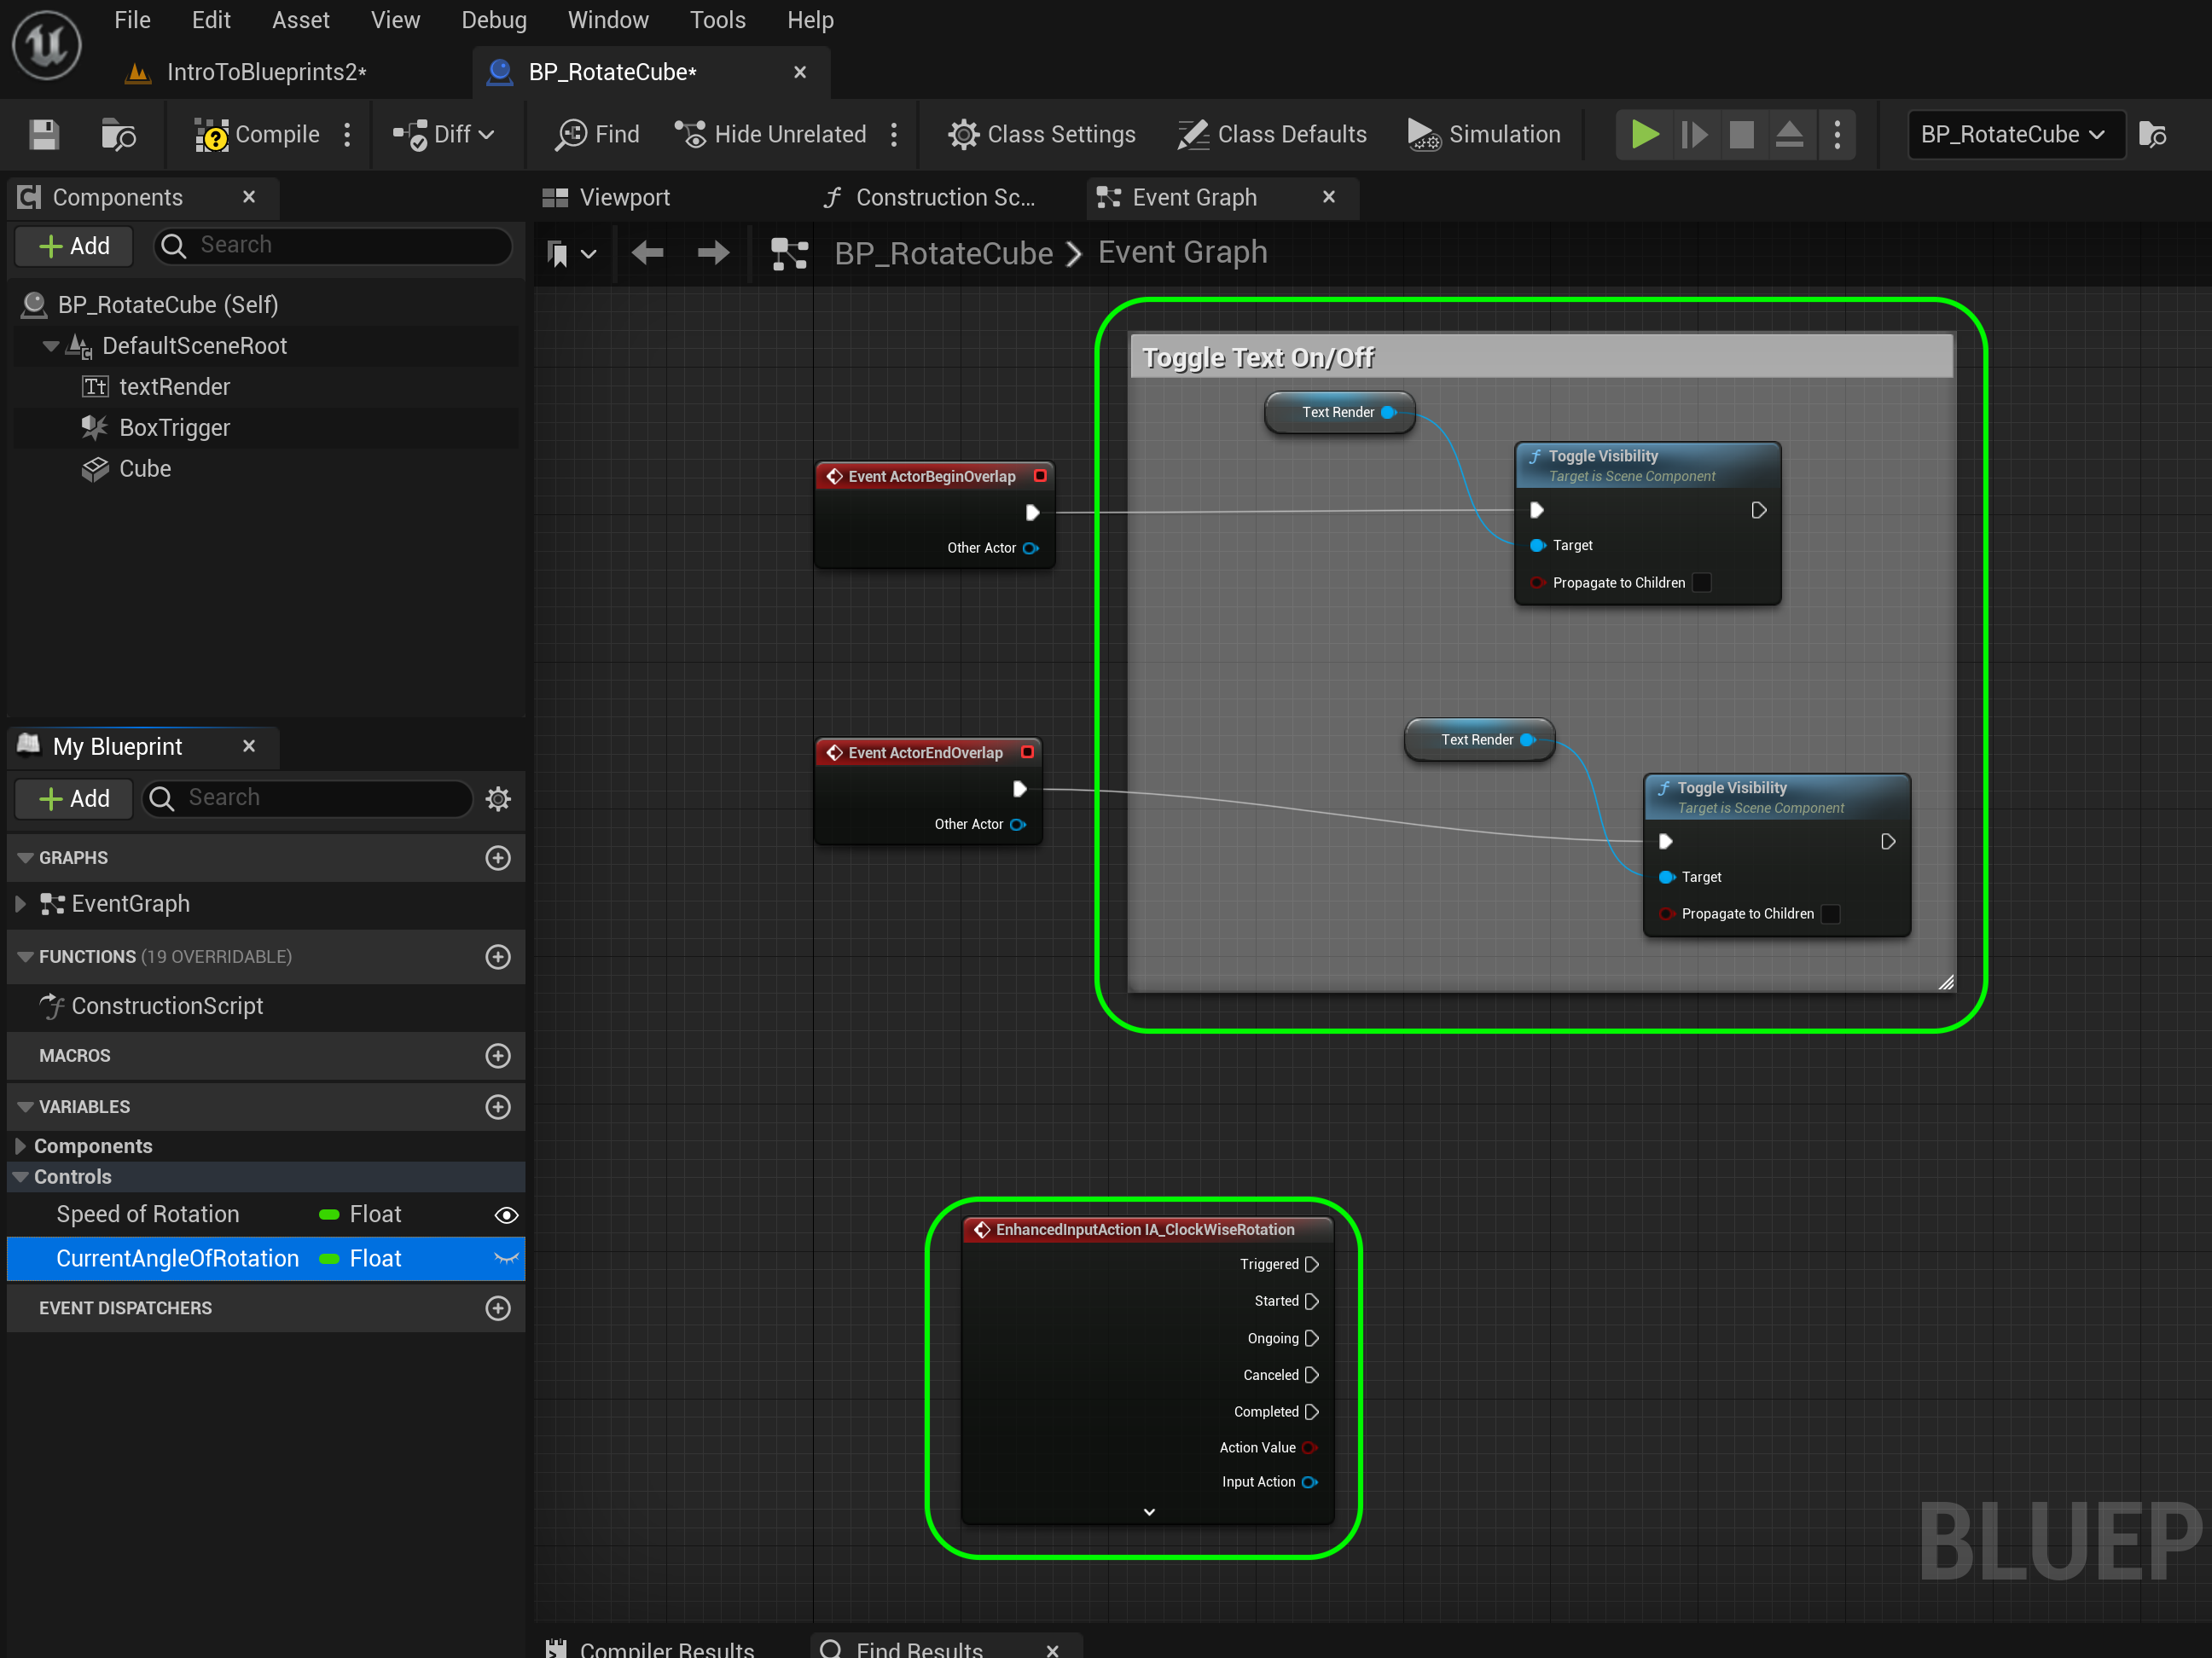 File Edit Asset View Debug Window Tools Help
IntroToBlueprints2* BP_RotateCube*
Compile Diff Find Hide Unrelated Class Settings Class Defaults Simulation BP_RotateCube
Components
Viewport Construction Sc... Event Graph
Add Search
BP_RotateCube Event Graph
BP_RotateCube (Self)
DefaultSceneRoot
textRender
BoxTrigger
Cube
Toggle Text On/Off
Text Render
Toggle Visibility
Target is Scene Component
Target
Propagate to Children
Event ActorBeginOverlap
Other Actor
Text Render
Toggle Visibility
Target is Scene Component
Target
Propagate to Children
Event ActorEndOverlap
Other Actor
My Blueprint
Add Search
GRAPHS
EventGraph
FUNCTIONS (19 OVERRIDABLE)
ConstructionScript
MACROS
VARIABLES
Components
Controls
Speed of Rotation Float
CurrentAngleOfRotation Float
EVENT DISPATCHERS
EnhancedInputAction IA_ClockWiseRotation
Triggered
Started
Ongoing
Canceled
Completed
Action Value
Input Action
BLUEP
Compiler Results Find Results